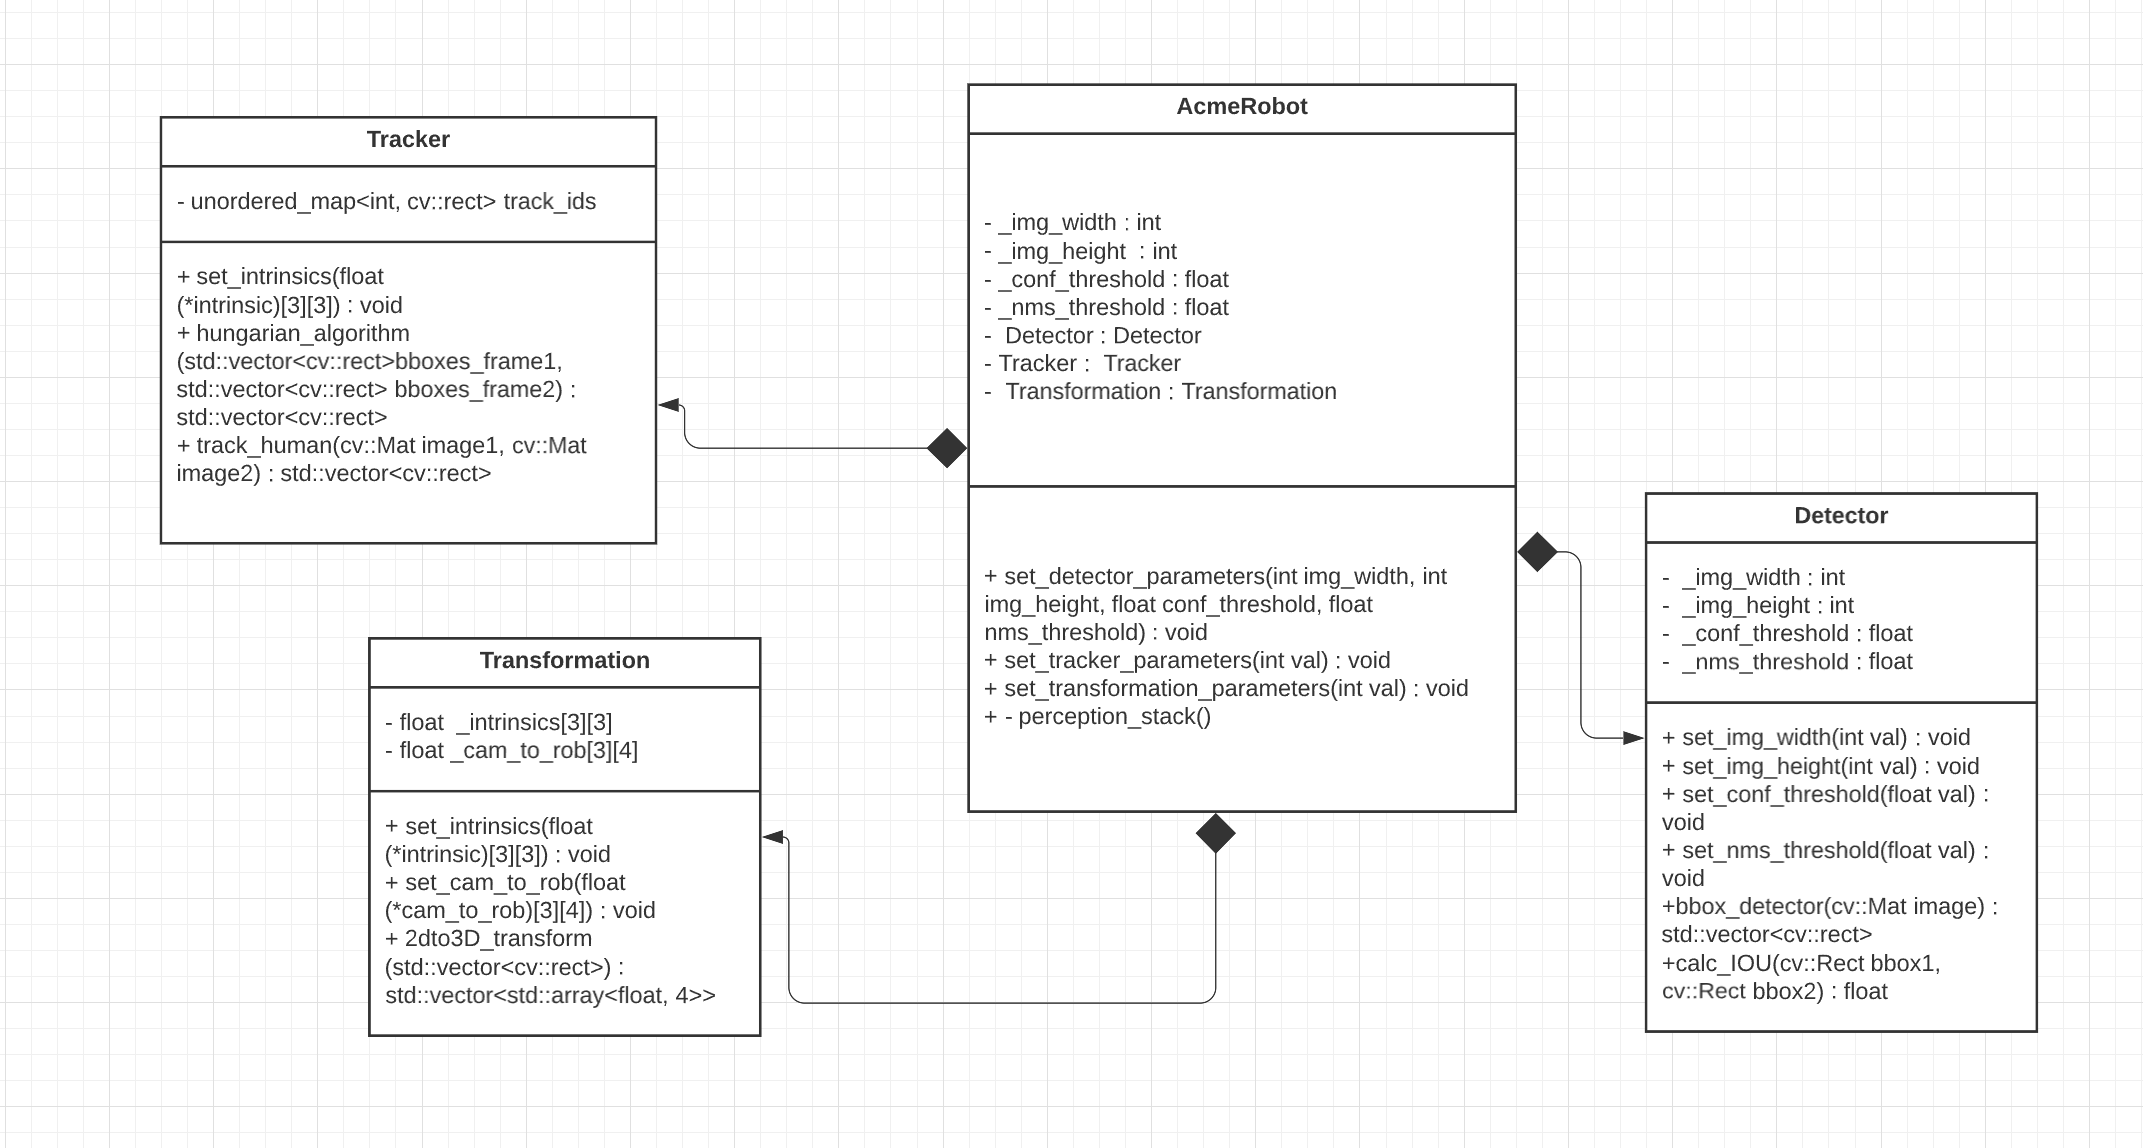 Tracker
- unordered_map<int, cv::rect> track_ids
+ set_intrinsics(float
(*intrinsic)[3][3]) : void
+ hungarian_algorithm
(std::vector<cv::rect>bboxes_frame1,
std::vector<cv::rect> bboxes_frame2) :
std::vector<cv::rect>
+ track_human(cv::Mat image1, cv::Mat
image2) : std::vector<cv::rect>
AcmeRobot
- _img_width : int
- _img_height  : int
- _conf_threshold : float
- _nms_threshold : float
-  Detector : Detector
- Tracker :  Tracker
-  Transformation : Transformation
+ set_detector_parameters(int img_width, int
img_height, float conf_threshold, float
nms_threshold) : void
+ set_tracker_parameters(int val) : void
+ set_transformation_parameters(int val) : void
+ - perception_stack()
Detector
-  _img_width : int
-  _img_height : int
-  _conf_threshold : float
-  _nms_threshold : float
+ set_img_width(int val) : void
+ set_img_height(int val) : void
+ set_conf_threshold(float val) :
void
+ set_nms_threshold(float val) :
void
+bbox_detector(cv::Mat image) :
std::vector<cv::rect>
+calc_IOU(cv::Rect bbox1,
cv::Rect bbox2) : float
Transformation
- float  _intrinsics[3][3]
- float _cam_to_rob[3][4]
+ set_intrinsics(float
(*intrinsic)[3][3]) : void
+ set_cam_to_rob(float
(*cam_to_rob)[3][4]) : void
+ 2dto3D_transform
(std::vector<cv::rect>) :
std::vector<std::array<float, 4>>